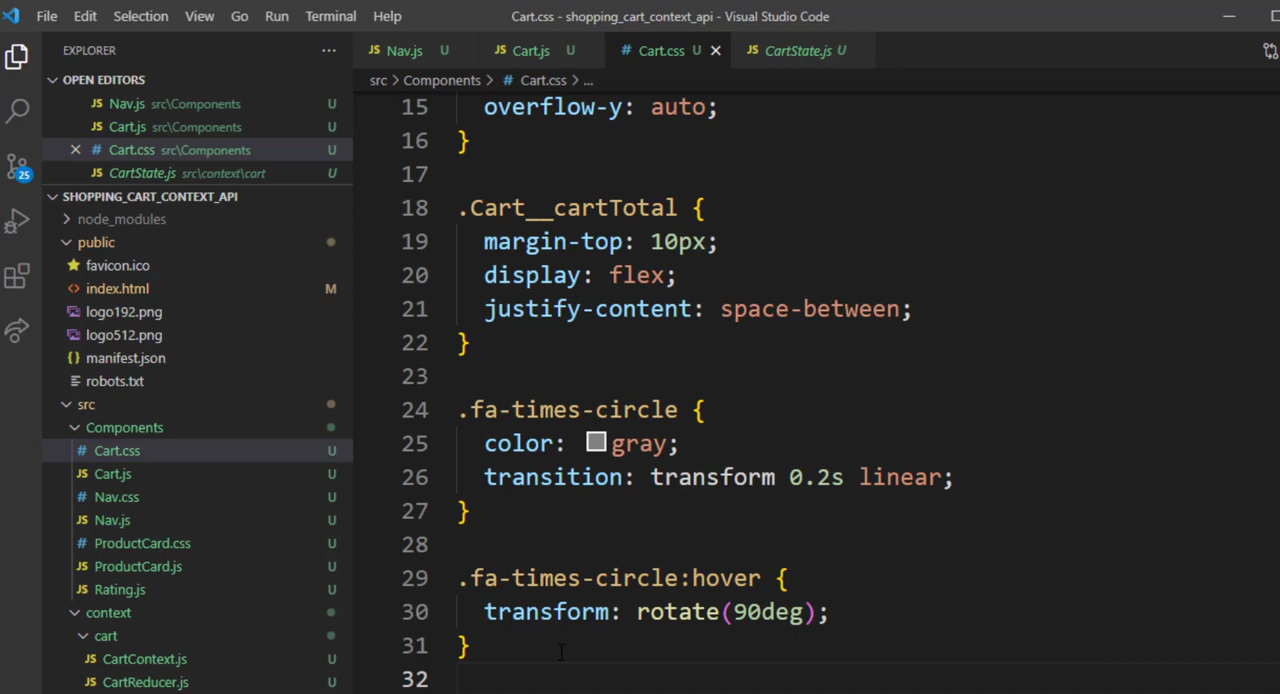 File Edit Selection View Go Run Terminal Help Cart.css - shopping_cart_context_api - Visual Studio Code
EXPLORER
OPEN EDITORS
JS Nav.js src\Components U
JS Cart.js src\Components U
# Cart.css src\Components U
JS CartState.js src\context\cart U
SHOPPING_CART_CONTEXT_API
node_modules
public
favicon.ico
<> index.html M
logo192.png
logo512.png
{} manifest.json
robots.txt
src
Components
# Cart.css U
JS Cart.js U
# Nav.css U
JS Nav.js U
# ProductCard.css U
JS ProductCard.js U
JS Rating.js U
context
cart
JS CartContext.js U
JS CartReducer.js U
25
JS Nav.js U JS Cart.js U # Cart.css U JS CartState.js U
src > Components > # Cart.css > ...
15 overflow-y: auto;
16 }
17
18 .Cart__cartTotal {
19 margin-top: 10px;
20 display: flex;
21 justify-content: space-between;
22 }
23
24 .fa-times-circle {
25 color: gray;
26 transition: transform 0.2s linear;
27 }
28
29 .fa-times-circle:hover {
30 transform: rotate(90deg);
31 }
32